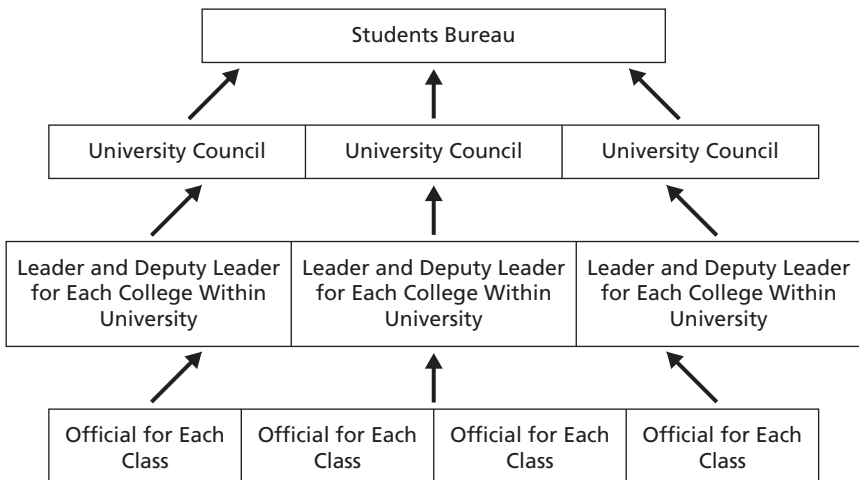 Students Bureau
University Council
University Council
University Council
Leader and Deputy Leader
for Each College Within
University
Leader and Deputy Leader
for Each College Within
University
Leader and Deputy Leader
for Each College Within
University
Official for Each
Class
Official for Each
Class
Official for Each
Class
Official for Each
Class